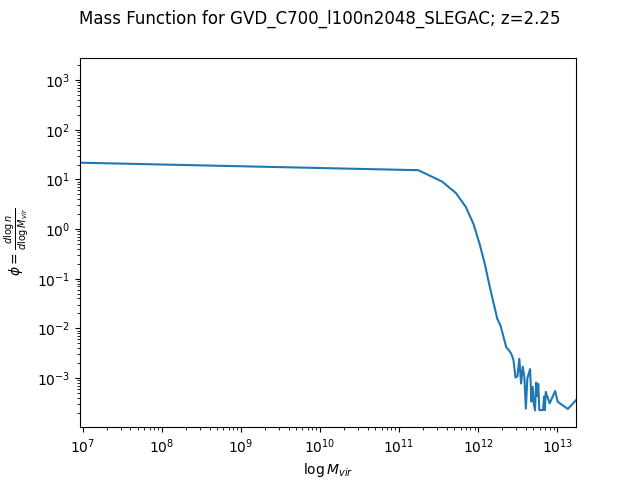 Mass Function for GVD_C700_l100n2048_SLEGAC; z=2.25
10³
10²
10¹
10⁰
10⁻¹
10⁻²
10⁻³
ϕ = d log n / d log M_vir
10⁷ 10⁸ 10⁹ 10¹⁰ 10¹¹ 10¹² 10¹³
log M_vir